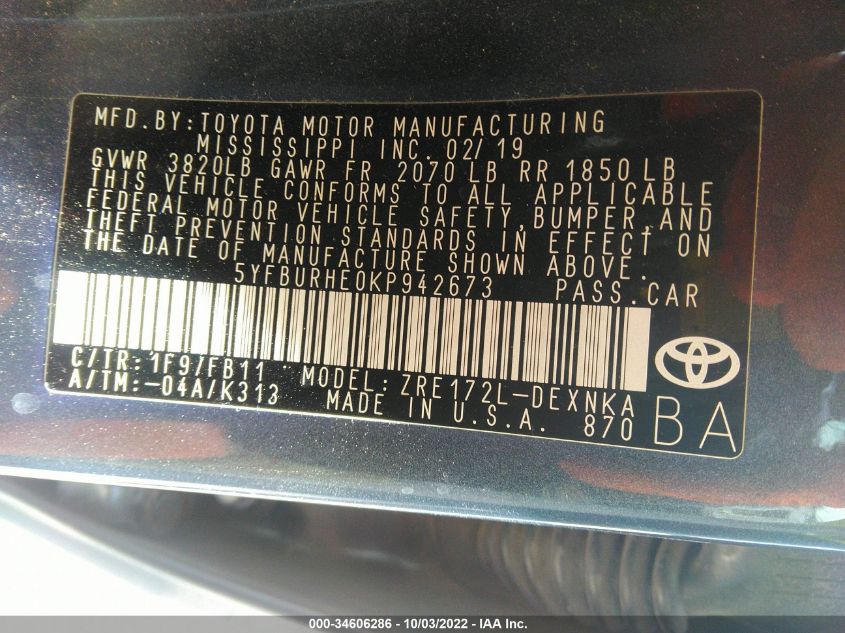 MFD.BY:TOYOTA MOTOR MANUFACTURING
MISSISSIPPI INC. 02/19
GVWR 3820LB GAWR FR 2070 LB RR 1850 LB
THIS VEHICLE CONFORMS TO ALL APPLICABLE
FEDERAL MOTOR VEHICLE SAFETY,BUMPER,AND
THEFT PREVENTION STANDARDS IN EFFECT ON
THE DATE OF MANUFACTURE SHOWN ABOVE.
5YFBURHE0KP942673 PASS.CAR
C/TR:1F9/FB11 MODEL:ZRE172L-DEXNKA
A/TM:-04A/K313 MADE IN U.S.A. 870
BA
000-34606286 - 10/03/2022 - IAA Inc.